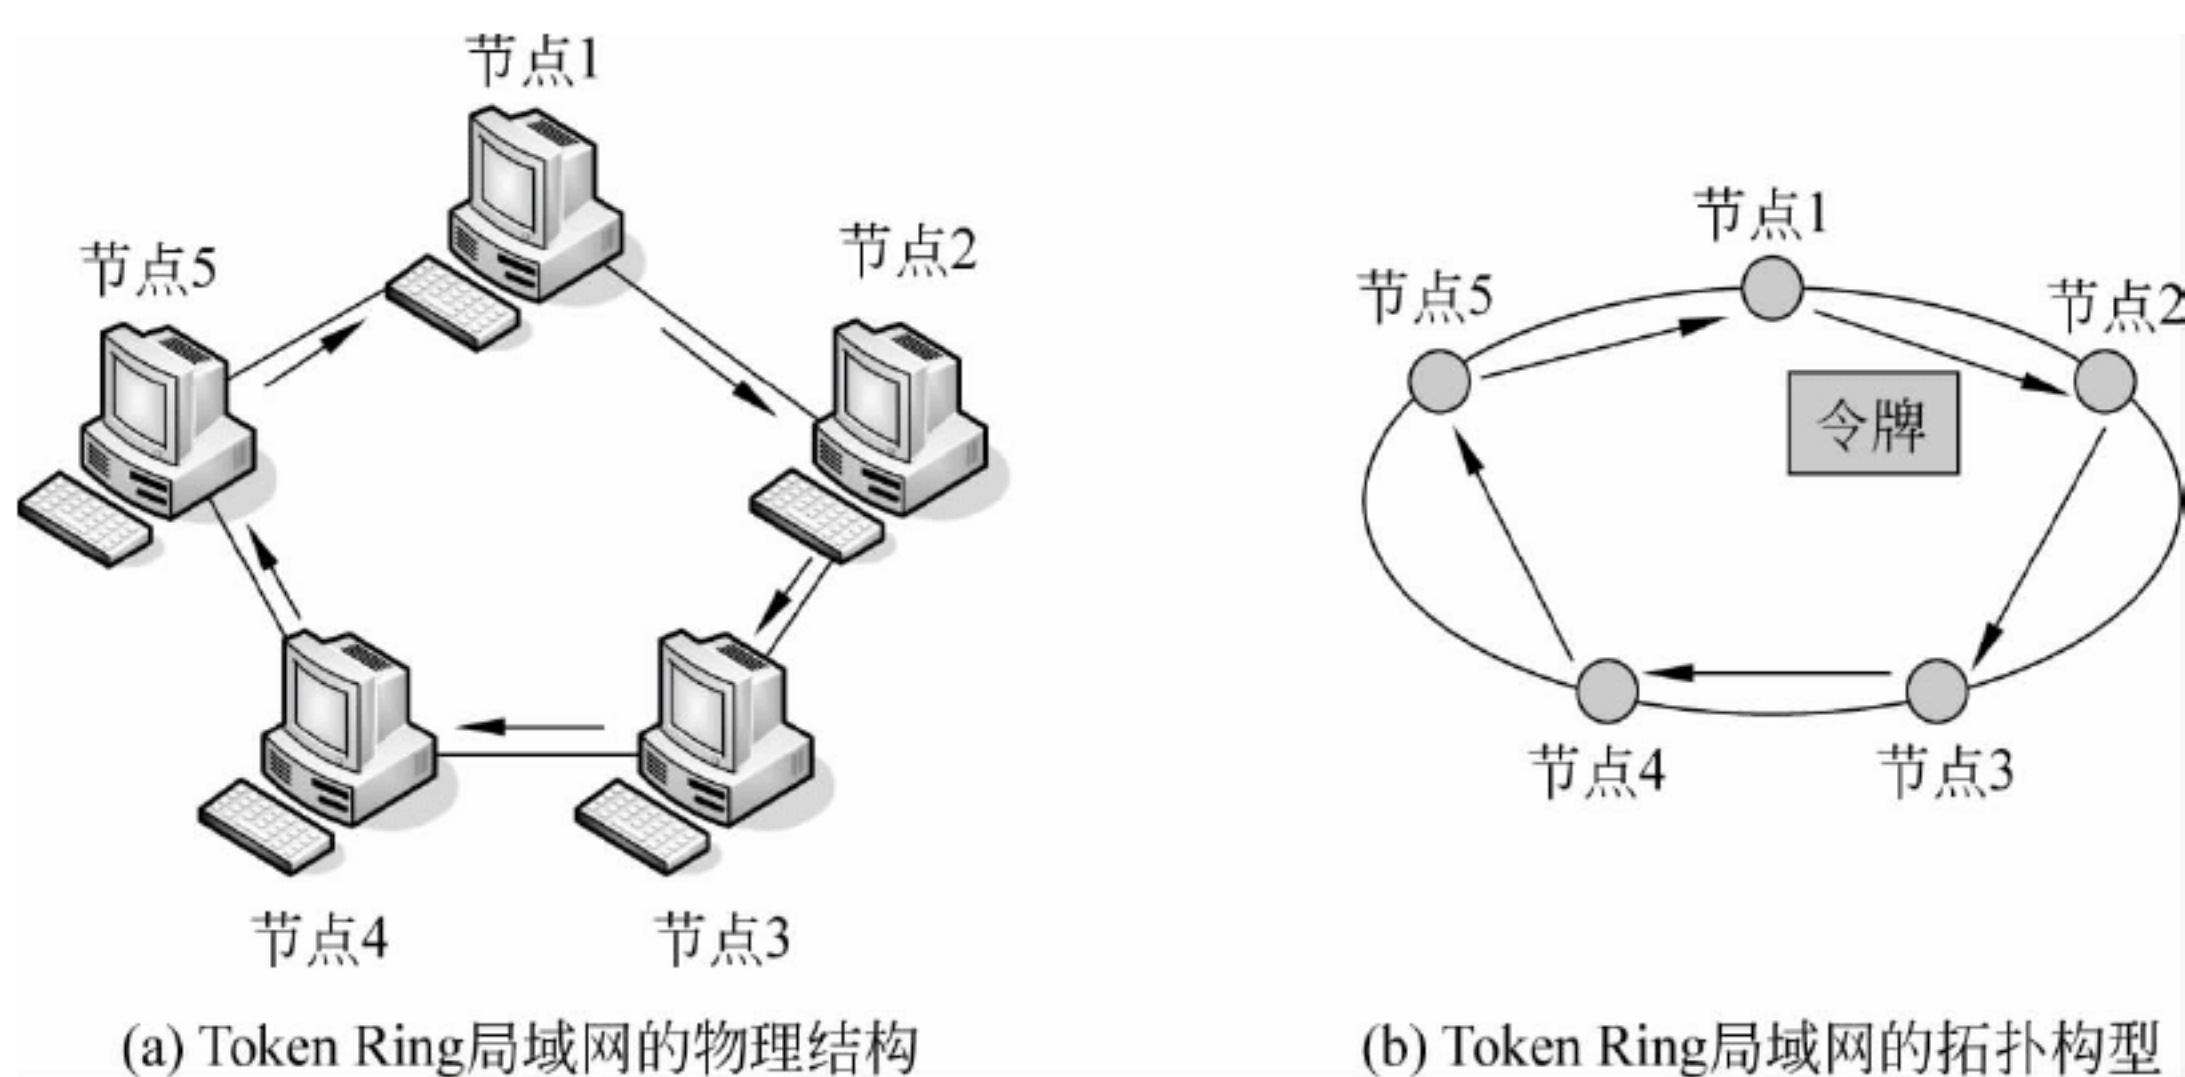 节点1
节点2
节点5
节点4
节点3
(a) Token Ring局域网的物理结构
节点1
节点5
节点2
令牌
节点4
节点3
(b) Token Ring局域网的拓扑构型